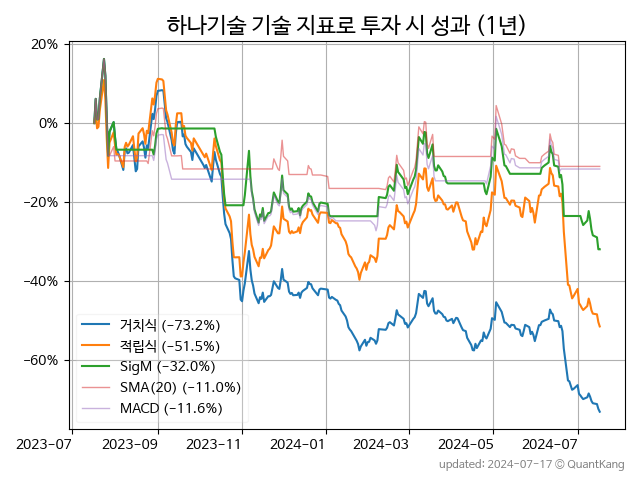 하나기술 기술 지표로 투자 시 성과 (1년)
20%
0%
−20%
−40%
−60%
거치식 (−73.2%)
적립식 (−51.5%)
SigM (−32.0%)
SMA(20) (−11.0%)
MACD (−11.6%)
2023−07 2023−09 2023−11 2024−01 2024−03 2024−05 2024−07
updated: 2024−07−17 © QuantKang